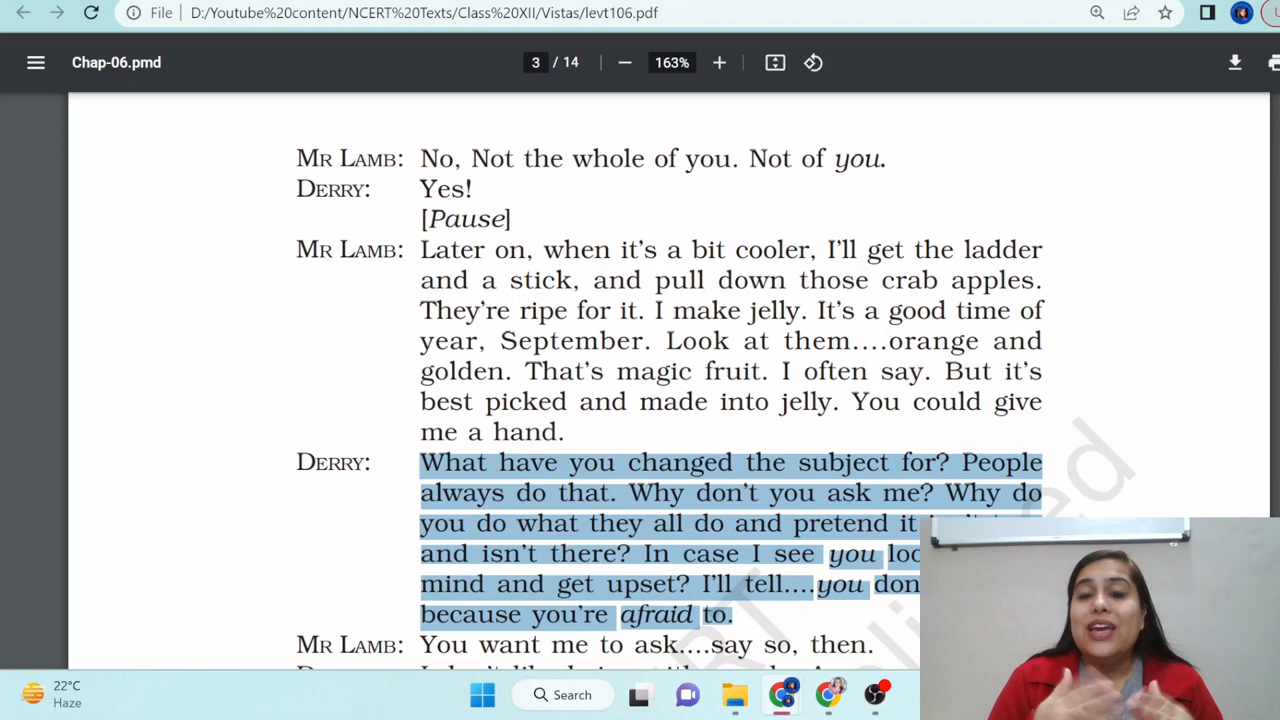 File D:/Youtube%20content/NCERT%20Texts/Class%20XII/Vistas/levt106.pdf
Chap-06.pmd 3 / 14 163%
MR LAMB: No, Not the whole of you. Not of you.
DERRY: Yes!
[Pause]
MR LAMB: Later on, when it's a bit cooler, I'll get the ladder
and a stick, and pull down those crab apples.
They're ripe for it. I make jelly. It's a good time of
year, September. Look at them....orange and
golden. That's magic fruit. I often say. But it's
best picked and made into jelly. You could give
me a hand.
DERRY: What have you changed the subject for? People
always do that. Why don't you ask me? Why do
you do what they all do and pretend it
and isn't there? In case I see you
mind and get upset? I'll tell....you
because you're afraid to.
MR LAMB: You want me to ask....say so, then.
22°C
Haze
Search